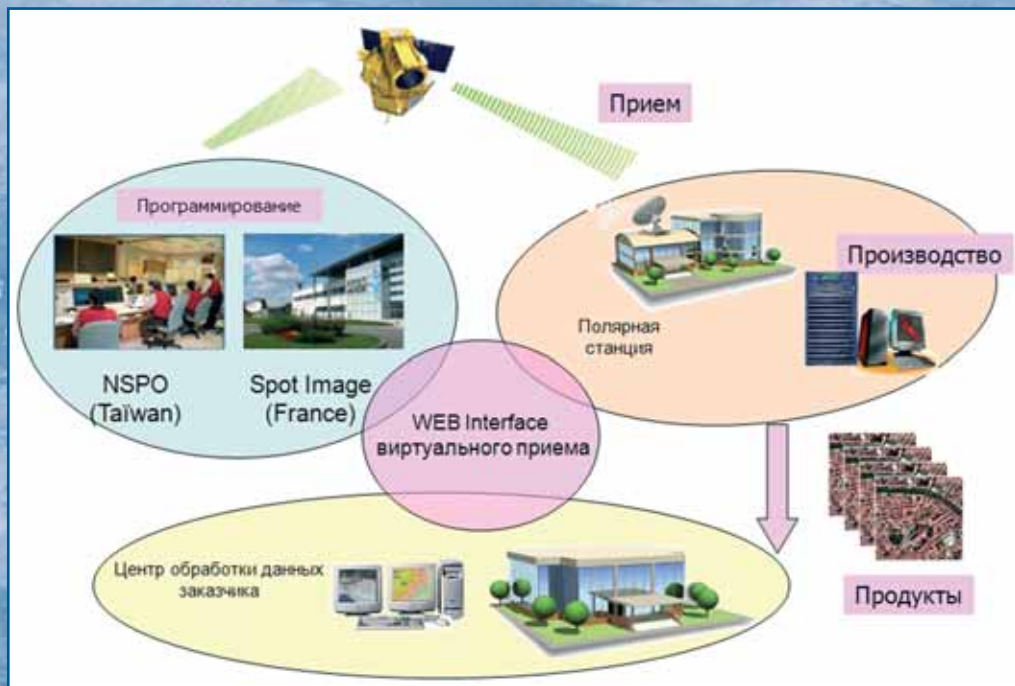 Прием
Программирование
NSPO
(Taïwan)
Spot Image
(France)
Полярная
станция
Производство
WEB Interface
виртуального приема
Центр обработки данных
заказчика
Продукты